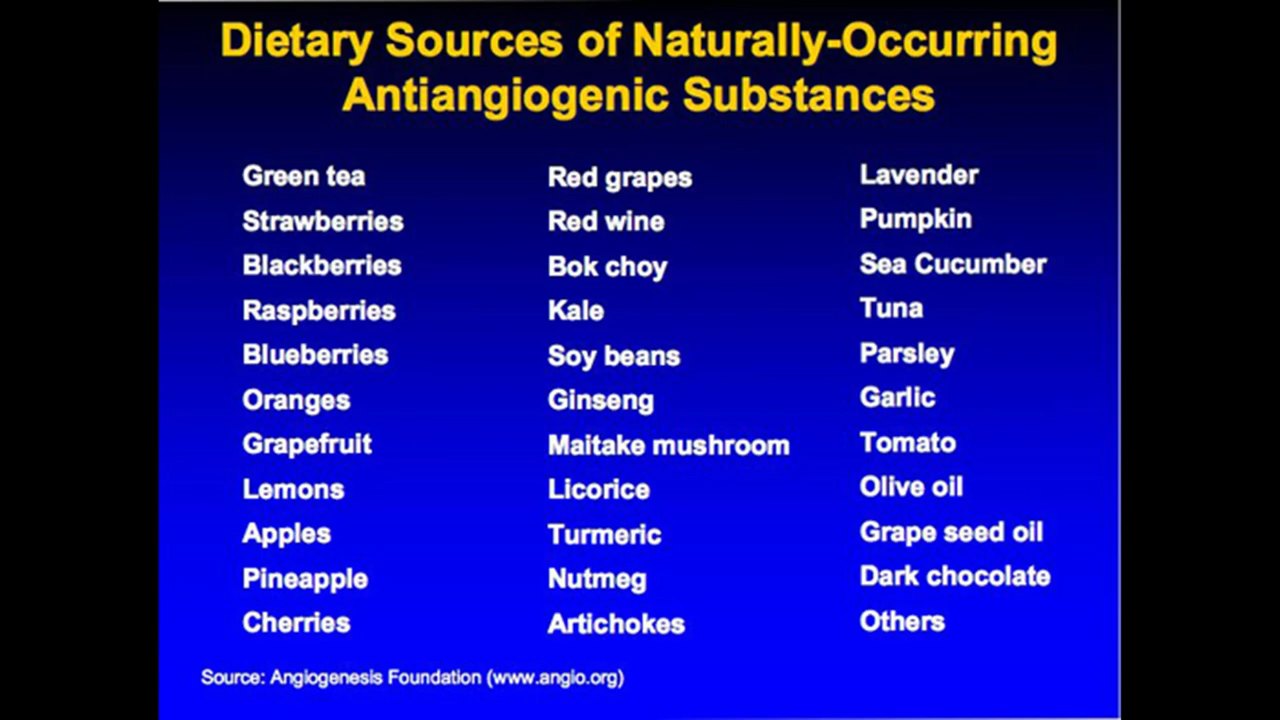 Dietary Sources of Naturally-Occurring
Antiangiogenic Substances
Green tea
Strawberries
Blackberries
Raspberries
Blueberries
Oranges
Grapefruit
Lemons
Apples
Pineapple
Cherries
Red grapes
Red wine
Bok choy
Kale
Soy beans
Ginseng
Maitake mushroom
Licorice
Turmeric
Nutmeg
Artichokes
Lavender
Pumpkin
Sea Cucumber
Tuna
Parsley
Garlic
Tomato
Olive oil
Grape seed oil
Dark chocolate
Others
Source: Angiogenesis Foundation (www.angio.org)